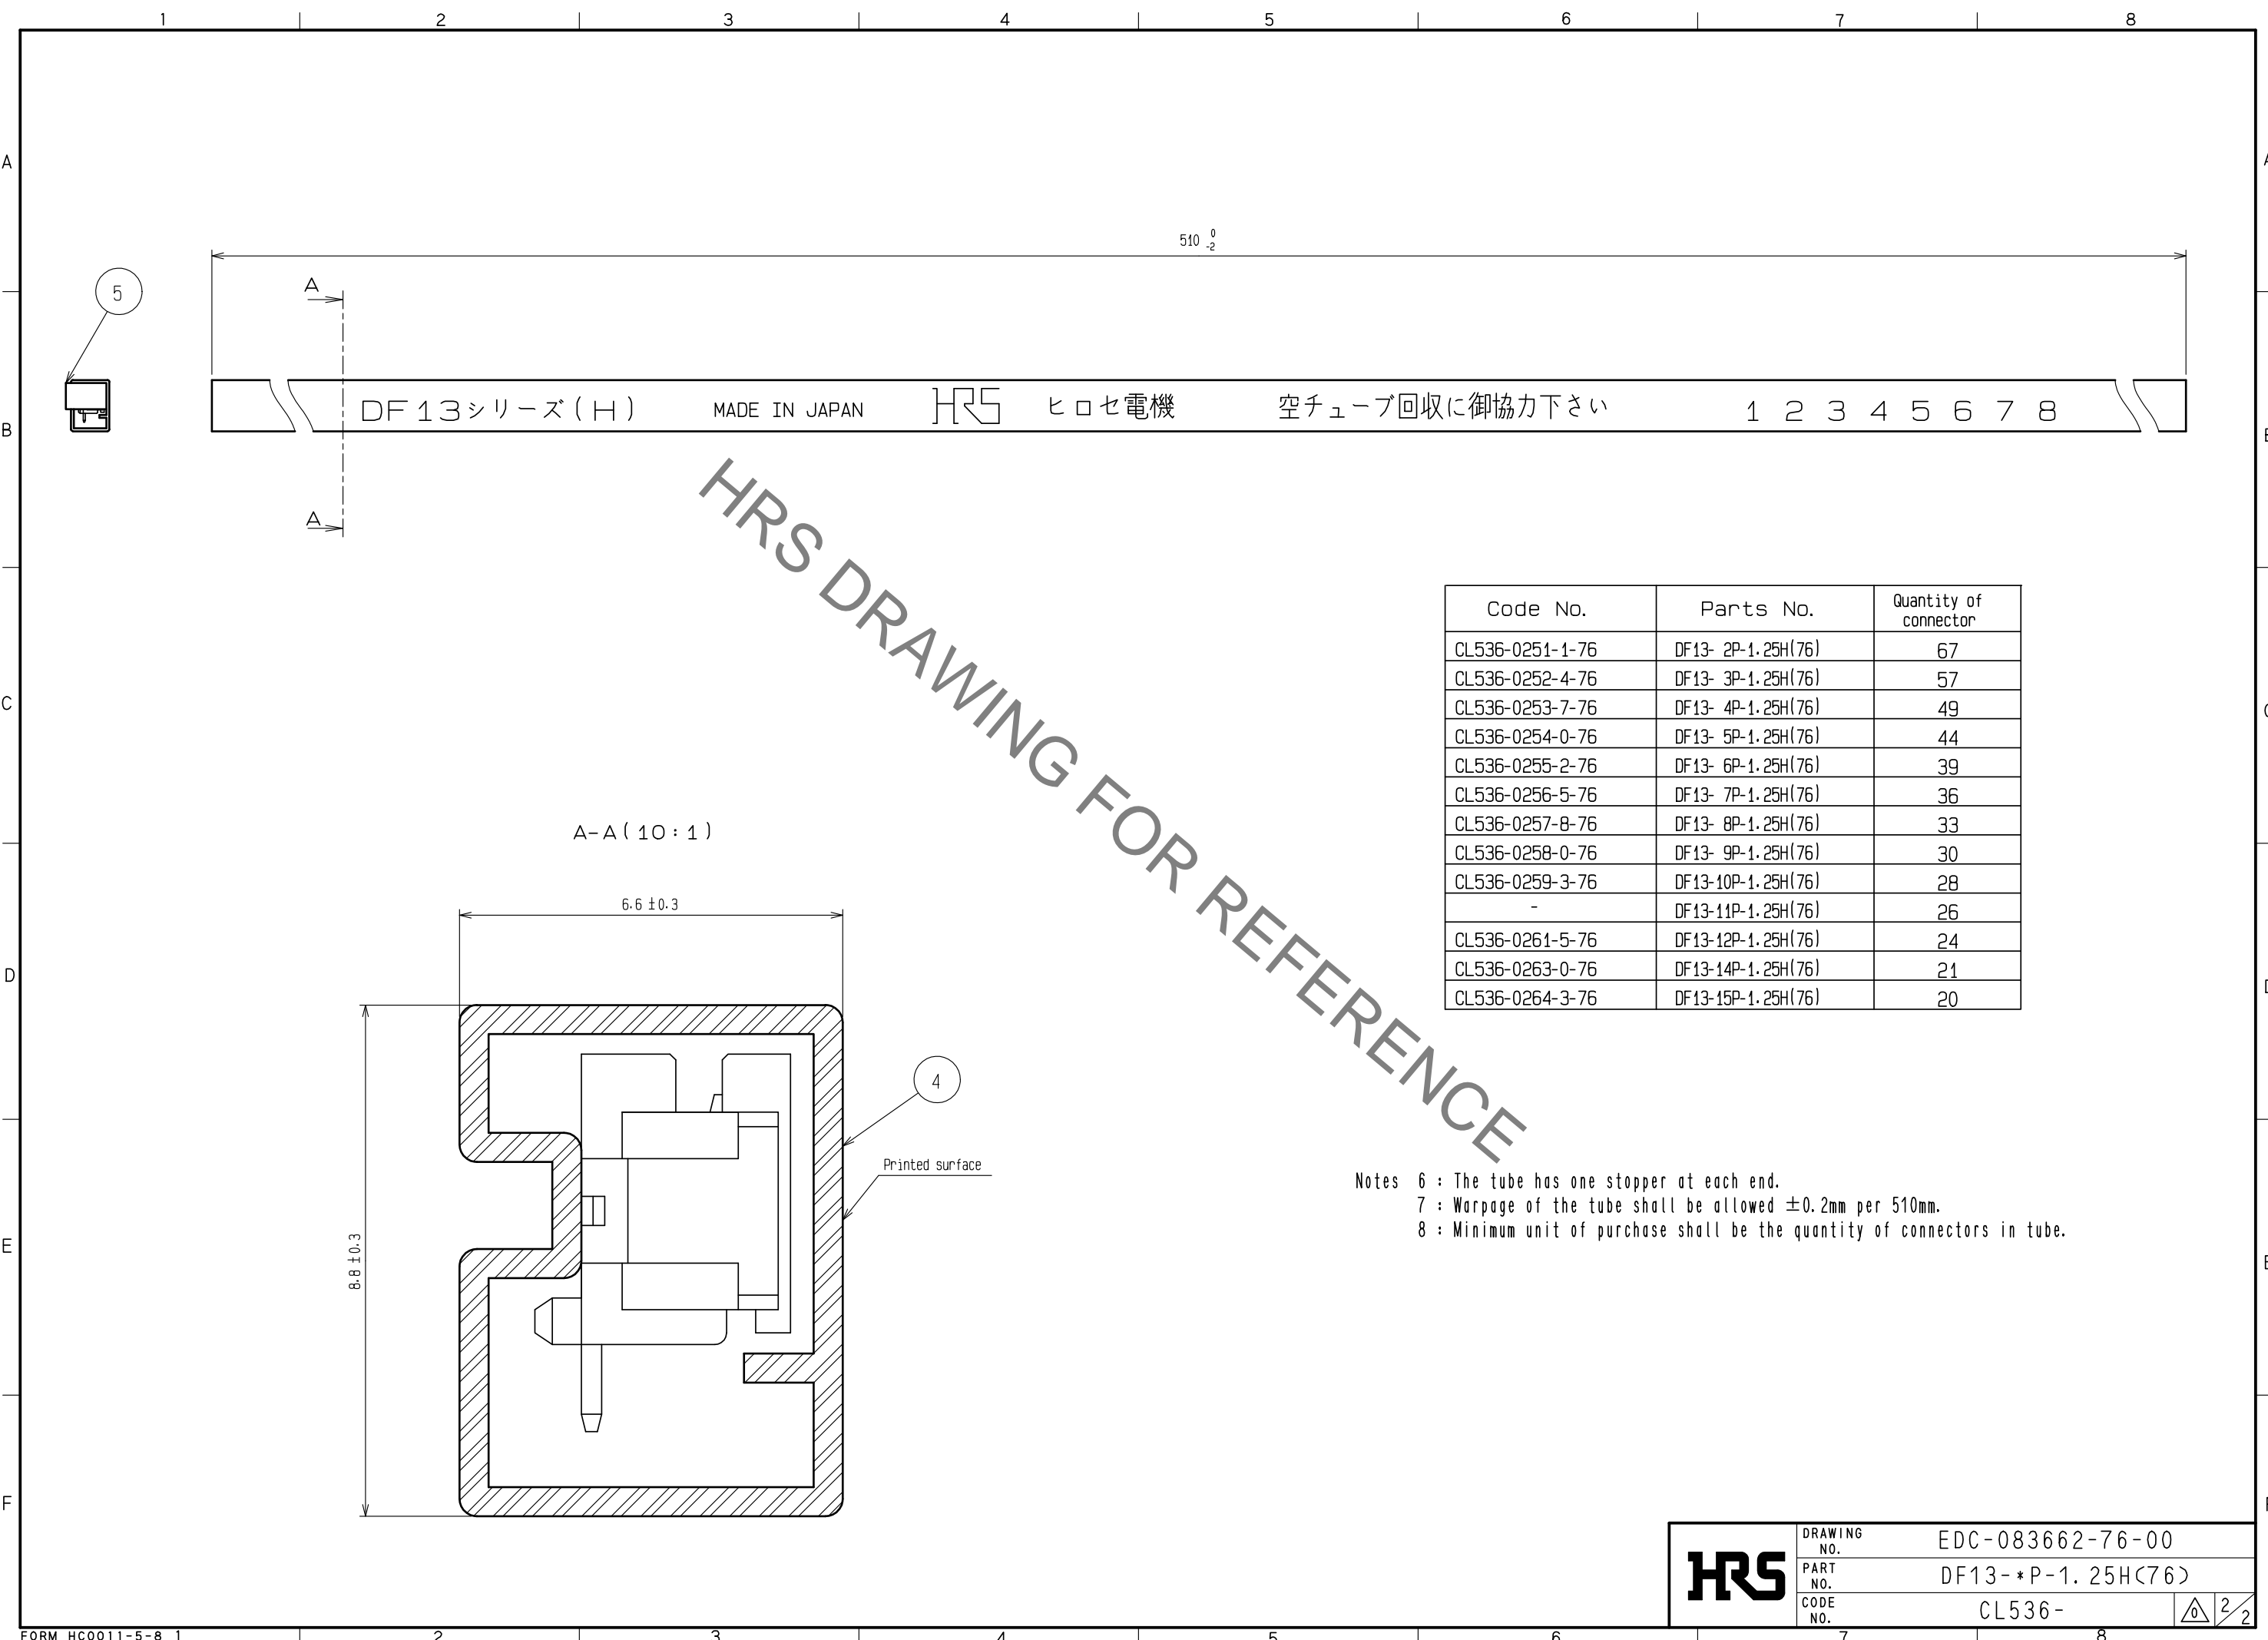 1 2 3 4 5 6 7 8
A
A
510 0 -2
5
A
DF13シリーズ(H) MADE IN JAPAN HRS ヒロセ電機 空チューブ回収に御協力下さい 1 2 3 4 5 6 7 8
B
A
HRS DRAWING FOR REFERENCE
Code No. Parts No. Quantity of connector
CL536-0251-1-76 DF13- 2P-1.25H(76) 67
CL536-0252-4-76 DF13- 3P-1.25H(76) 57
C
CL536-0253-7-76 DF13- 4P-1.25H(76) 49
CL536-0254-0-76 DF13- 5P-1.25H(76) 44
CL536-0255-2-76 DF13- 6P-1.25H(76) 39
CL536-0256-5-76 DF13- 7P-1.25H(76) 36
CL536-0257-8-76 DF13- 8P-1.25H(76) 33
CL536-0258-0-76 DF13- 9P-1.25H(76) 30
CL536-0259-3-76 DF13-10P-1.25H(76) 28
- DF13-11P-1.25H(76) 26
CL536-0261-5-76 DF13-12P-1.25H(76) 24
CL536-0263-0-76 DF13-14P-1.25H(76) 21
CL536-0264-3-76 DF13-15P-1.25H(76) 20
A-A(10:1)
6.6 ±0.3
D
4
Printed surface
8.8 ±0.3
E
Notes 6 : The tube has one stopper at each end.
7 : Warpage of the tube shall be allowed ±0.2mm per 510mm.
8 : Minimum unit of purchase shall be the quantity of connectors in tube.
F
HRS
DRAWING NO. EDC-083662-76-00
PART NO. DF13-*P-1.25H(76)
CODE NO. CL536- 0 2/2
FORM HC0011-5-8 1 2 3 4 5 6 7 8